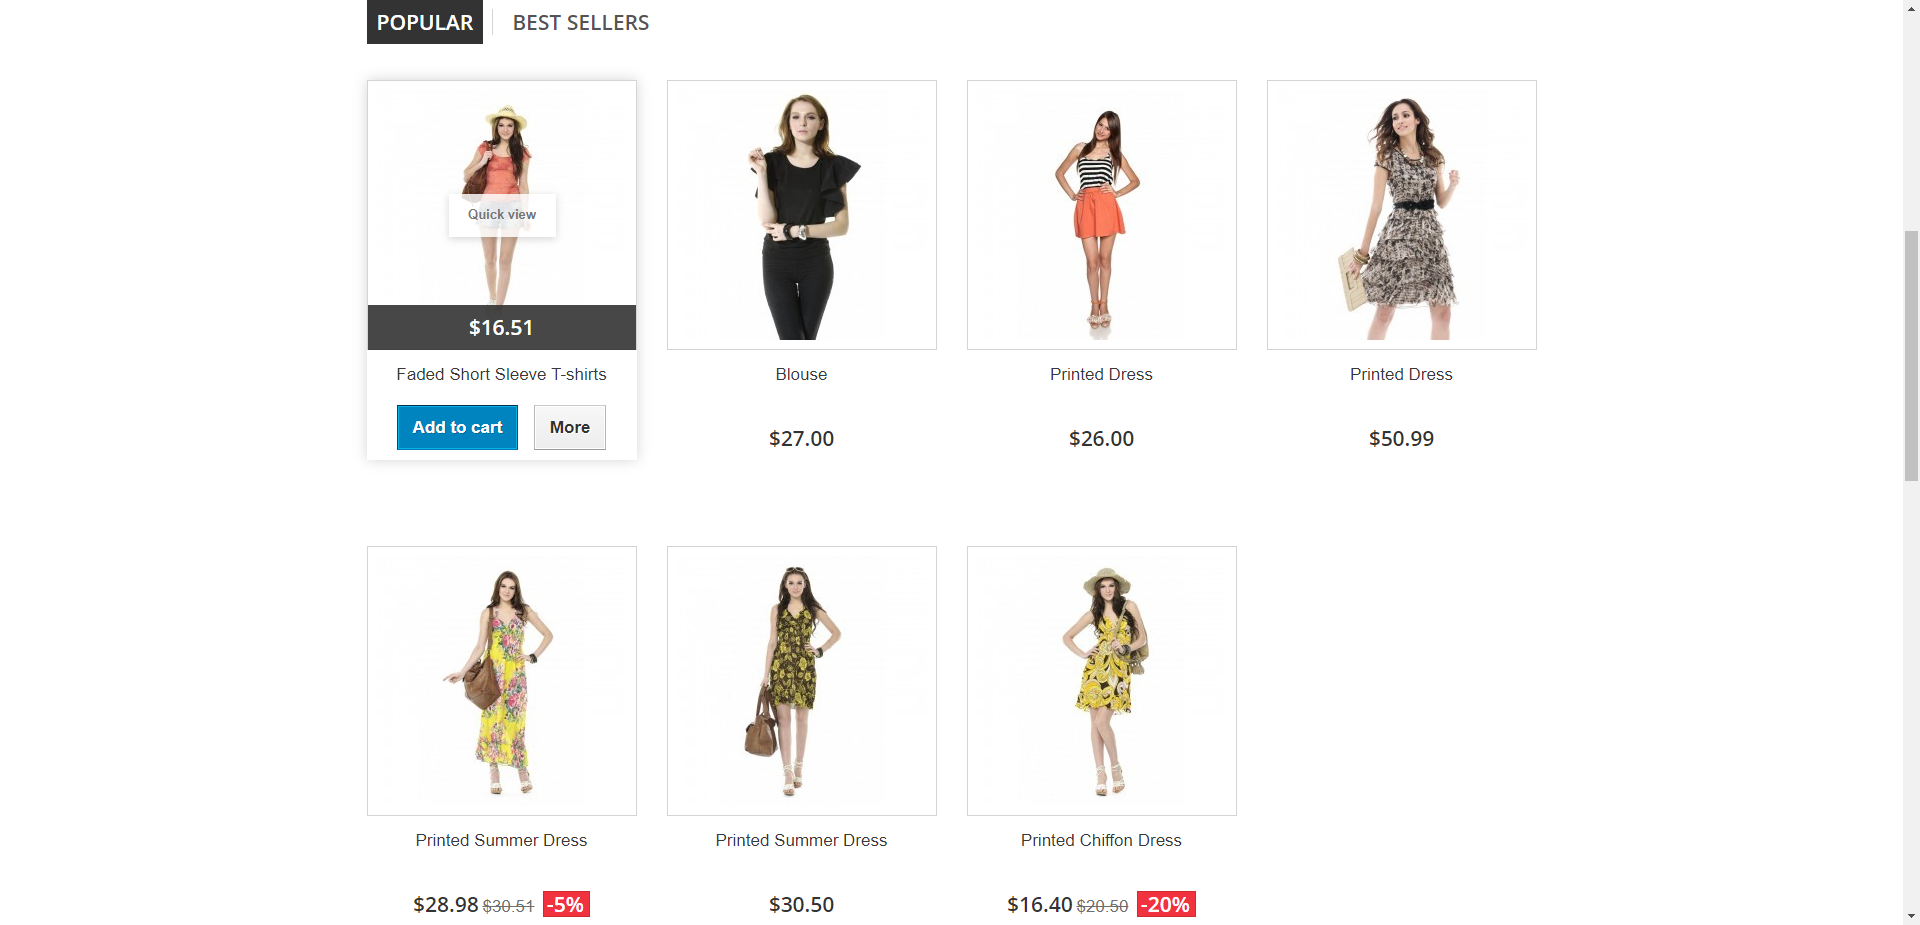 POPULAR
BEST SELLERS
Quick view
$16.51
Faded Short Sleeve T-shirts
Add to cart
More
Blouse
$27.00
Printed Dress
$26.00
Printed Dress
$50.99
Printed Summer Dress
$28.98 $30.51 -5%
Printed Summer Dress
$30.50
Printed Chiffon Dress
$16.40 $20.50 -20%